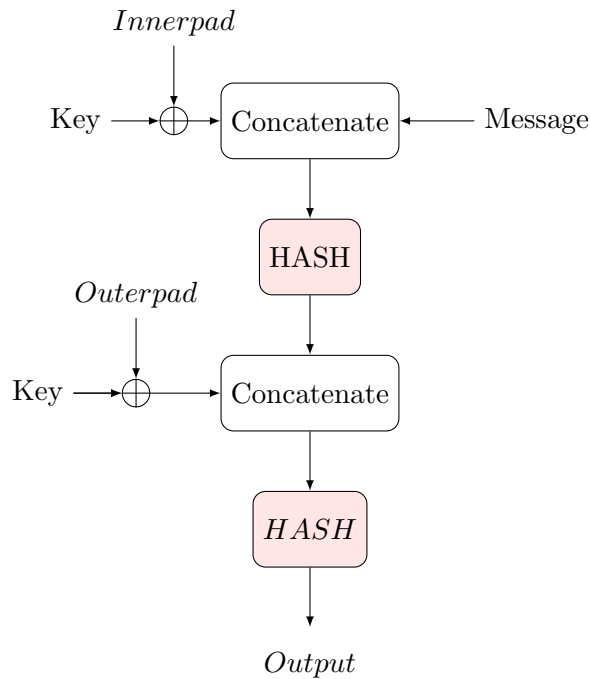 Innerpad
Key
Concatenate
Message
HASH
Outerpad
Key
Concatenate
HASH
Output